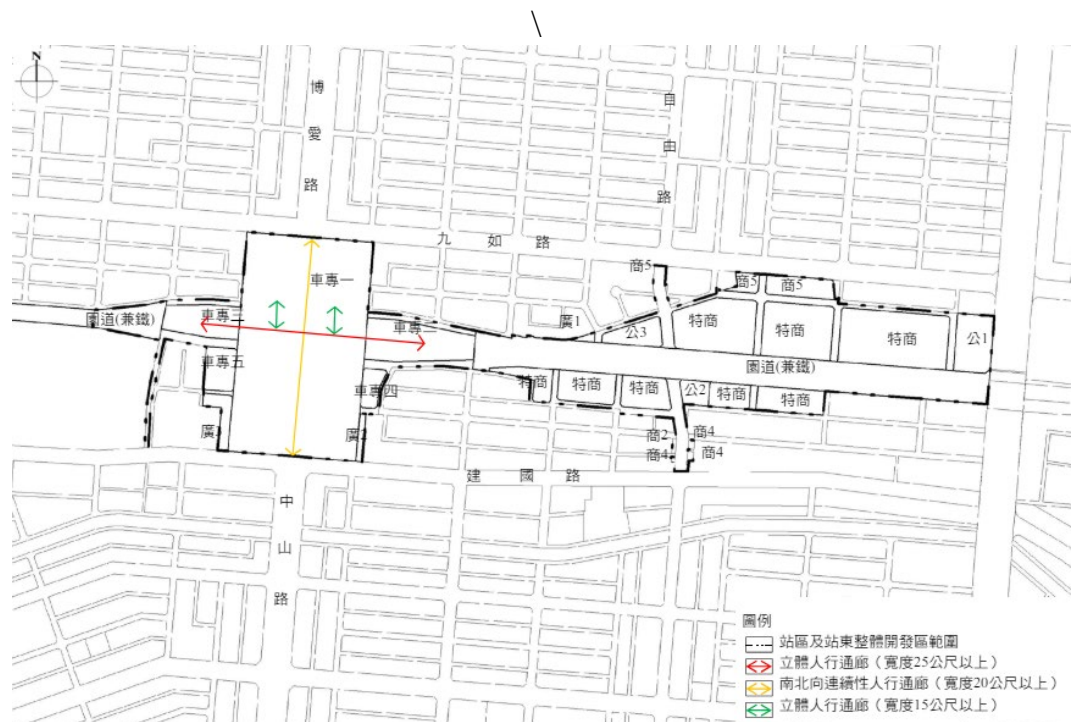 \
N
博愛路
自由路
九如路
商5
車專一
商5
商5
車專三
園道(兼鐵)
車專二
廣1
公3
特商
特商
特商
公1
園道(兼鐵)
車專五
車專四
特商
特商
特商
公2
特商
特商
廣3
廣2
商2
商4
商4
商4
建國路
中山路
圖例
站區及站東整體開發區範圍
立體人行通廊（寬度25公尺以上）
南北向連續性人行通廊（寬度20公尺以上）
立體人行通廊（寬度15公尺以上）